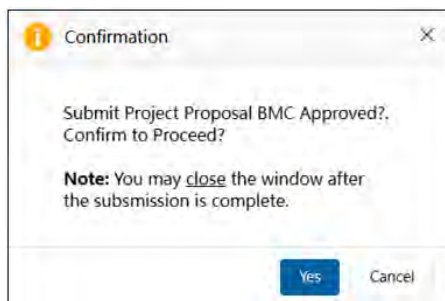 Confirmation
Submit Project Proposal BMC Approved?.
Confirm to Proceed?
Note: You may close the window after
the subsmission is complete.
Yes Cancel